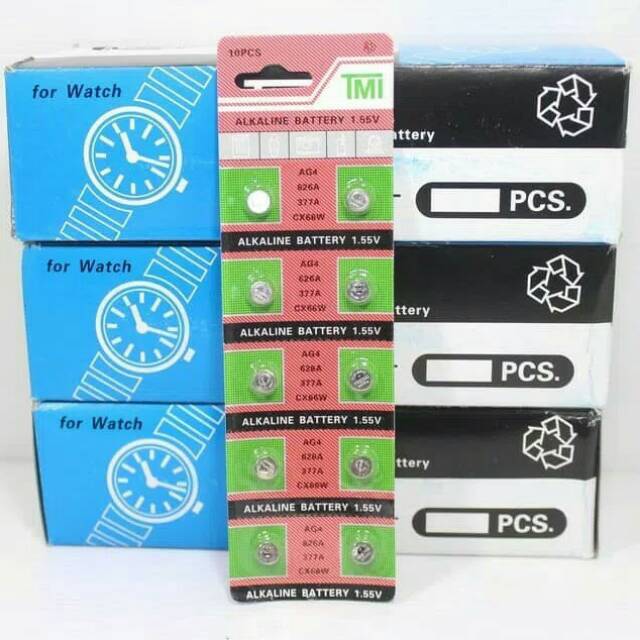 10PCS
TMI
ALKALINE BATTERY 1.55V
AG4
626A
377A
CX66W
ALKALINE BATTERY 1.55V
AG4
626A
377A
CX66W
ALKALINE BATTERY 1.55V
AG4
626A
377A
CX66W
ALKALINE BATTERY 1.55V
AG4
626A
377A
CX66W
ALKALINE BATTERY 1.55V
AG4
626A
377A
CX66W
ALKALINE BATTERY 1.55V
for Watch
ttery
PCS.
for Watch
ttery
PCS.
for Watch
ttery
PCS.